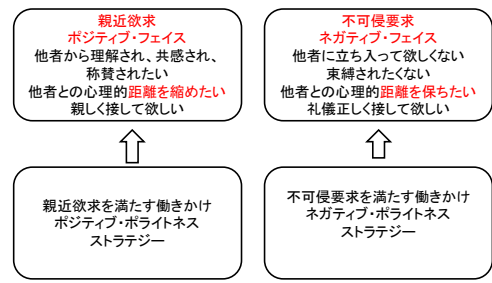 親近欲求
ポジティブ・フェイス
他者から理解され、共感され、
称賛されたい
他者との心理的距離を縮めたい
親しく接して欲しい
不可侵要求
ネガティブ・フェイス
他者に立ち入って欲しくない
束縛されたくない
他者との心理的距離を保ちたい
礼儀正しく接して欲しい
親近欲求を満たす働きかけ
ポジティブ・ポライトネス
ストラテジー
不可侵要求を満たす働きかけ
ネガティブ・ポライトネス
ストラテジー